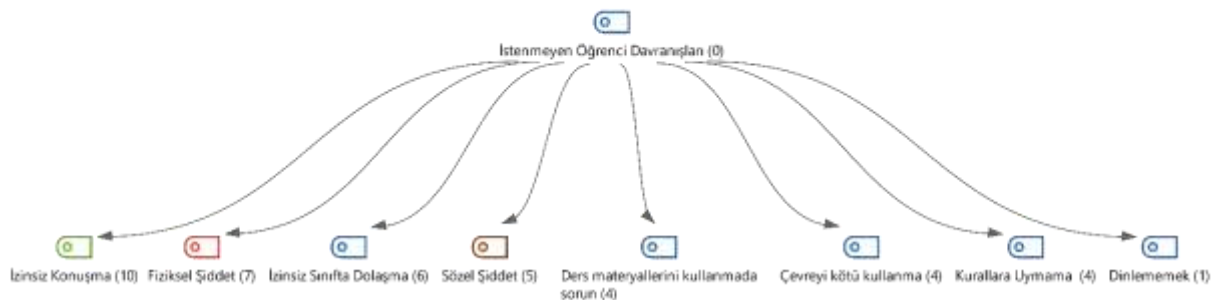 İstenmeyen Öğrenci Davranışları (0)
İzinsiz Konuşma (10)
Fiziksel Şiddet (7)
İzinsiz Sınıfta Dolaşma (6)
Sözel Şiddet (5)
Ders materyallerini kullanmada
sorun (4)
Çevreyi kötü kullanma (4)
Kurallara Uymama (4)
Dinlememek (1)